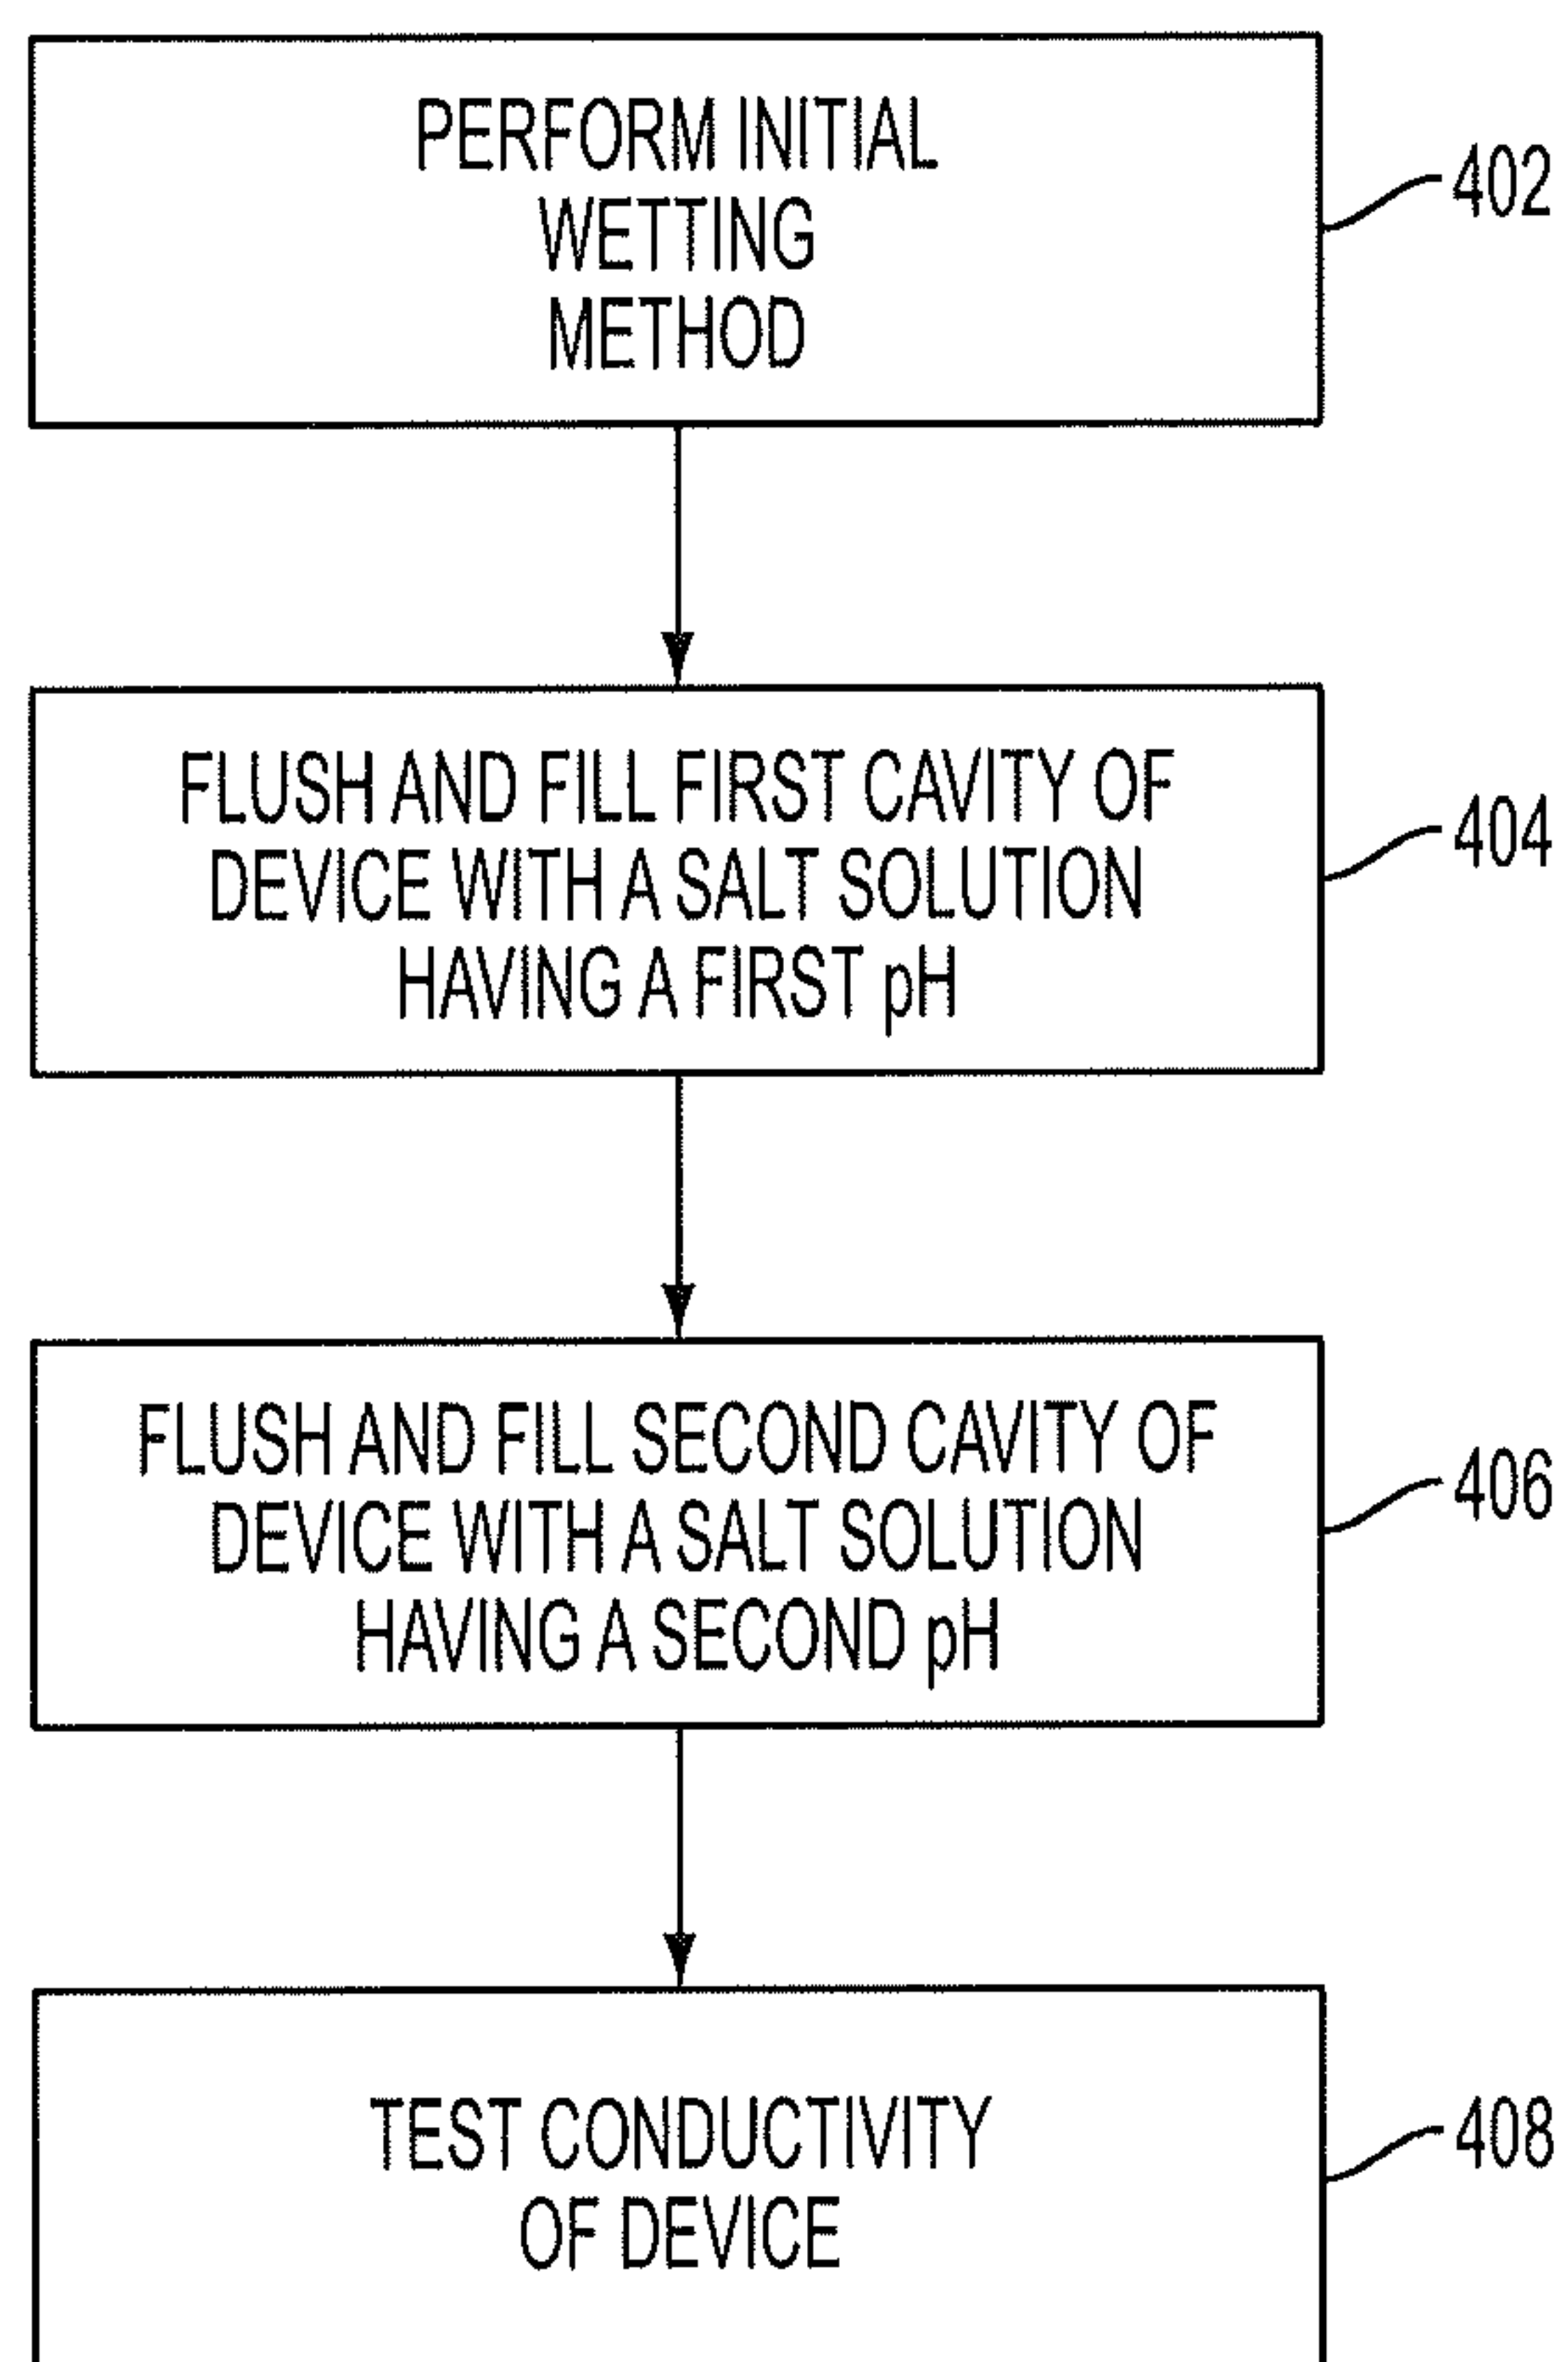 PERFORM INITIAL
WETTING
METHOD
402
FLUSH AND FILL FIRST CAVITY OF
DEVICE WITH A SALT SOLUTION
HAVING A FIRST pH
404
FLUSH AND FILL SECOND CAVITY OF
DEVICE WITH A SALT SOLUTION
HAVING A SECOND pH
406
TEST CONDUCTIVITY
OF DEVICE
408